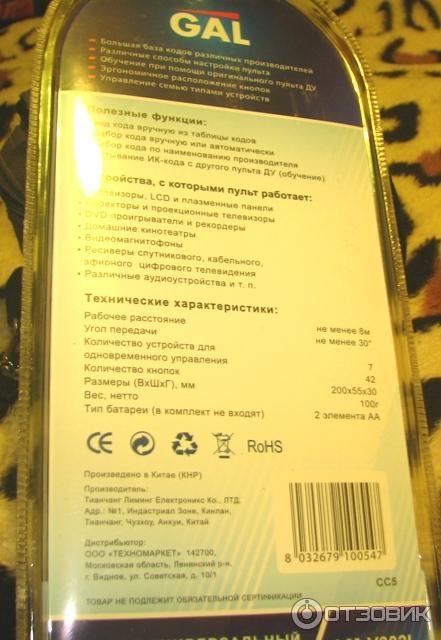 GAL
• Большая база кодов различных производителей
• Различные способы настройки пульта
• Обучение при помощи оригинального пульта ДУ
• Эргономичное расположение кнопок
• Управление семью типами устройств
Полезные функции:
кода вручную из таблицы кодов
кода вручную или автоматически
кода по наименованию производителя
ИК-кода с другого пульта ДУ (обучение)
с которыми пульт работает:
LCD и плазменные панели
и проекционные телевизоры
• DVD проигрыватели и рекордеры
• Домашние кинотеатры
• Видеомагнитофоны
• Ресиверы спутникового, кабельного,
эфирного цифрового телевидения
• Различные аудиоустройства и т. п.
Технические характеристики:
Рабочее расстояние не менее 8м
Угол передачи не менее 30°
Количество устройств для
одновременного управления 7
Количество кнопок 42
Размеры (ВхШхГ), мм 200х55х30
Вес, нетто 100г
Тип батареи (в комплект не входят) 2 элемента АА
CE RoHS
Произведено в Китае (КНР)
Производитель:
Тианчанг Лиминг Електроникс Ко., ЛТД.
Адр.: №1, Индастриал Зоне, Кинлан,
Тианчанг, Чузхоу, Анхуи, Китай
Дистрибьютор:
ООО «ТЕХНОМАРКЕТ» 142700,
Московская область, Ленинский р-н,
г. Видное, ул. Советская, д. 10/1
8 032679 100547
CC5
ТОВАР НЕ ПОДЛЕЖИТ ОБЯЗАТЕЛЬНОЙ СЕРТИФИКАЦИИ
ОТЗОВИК